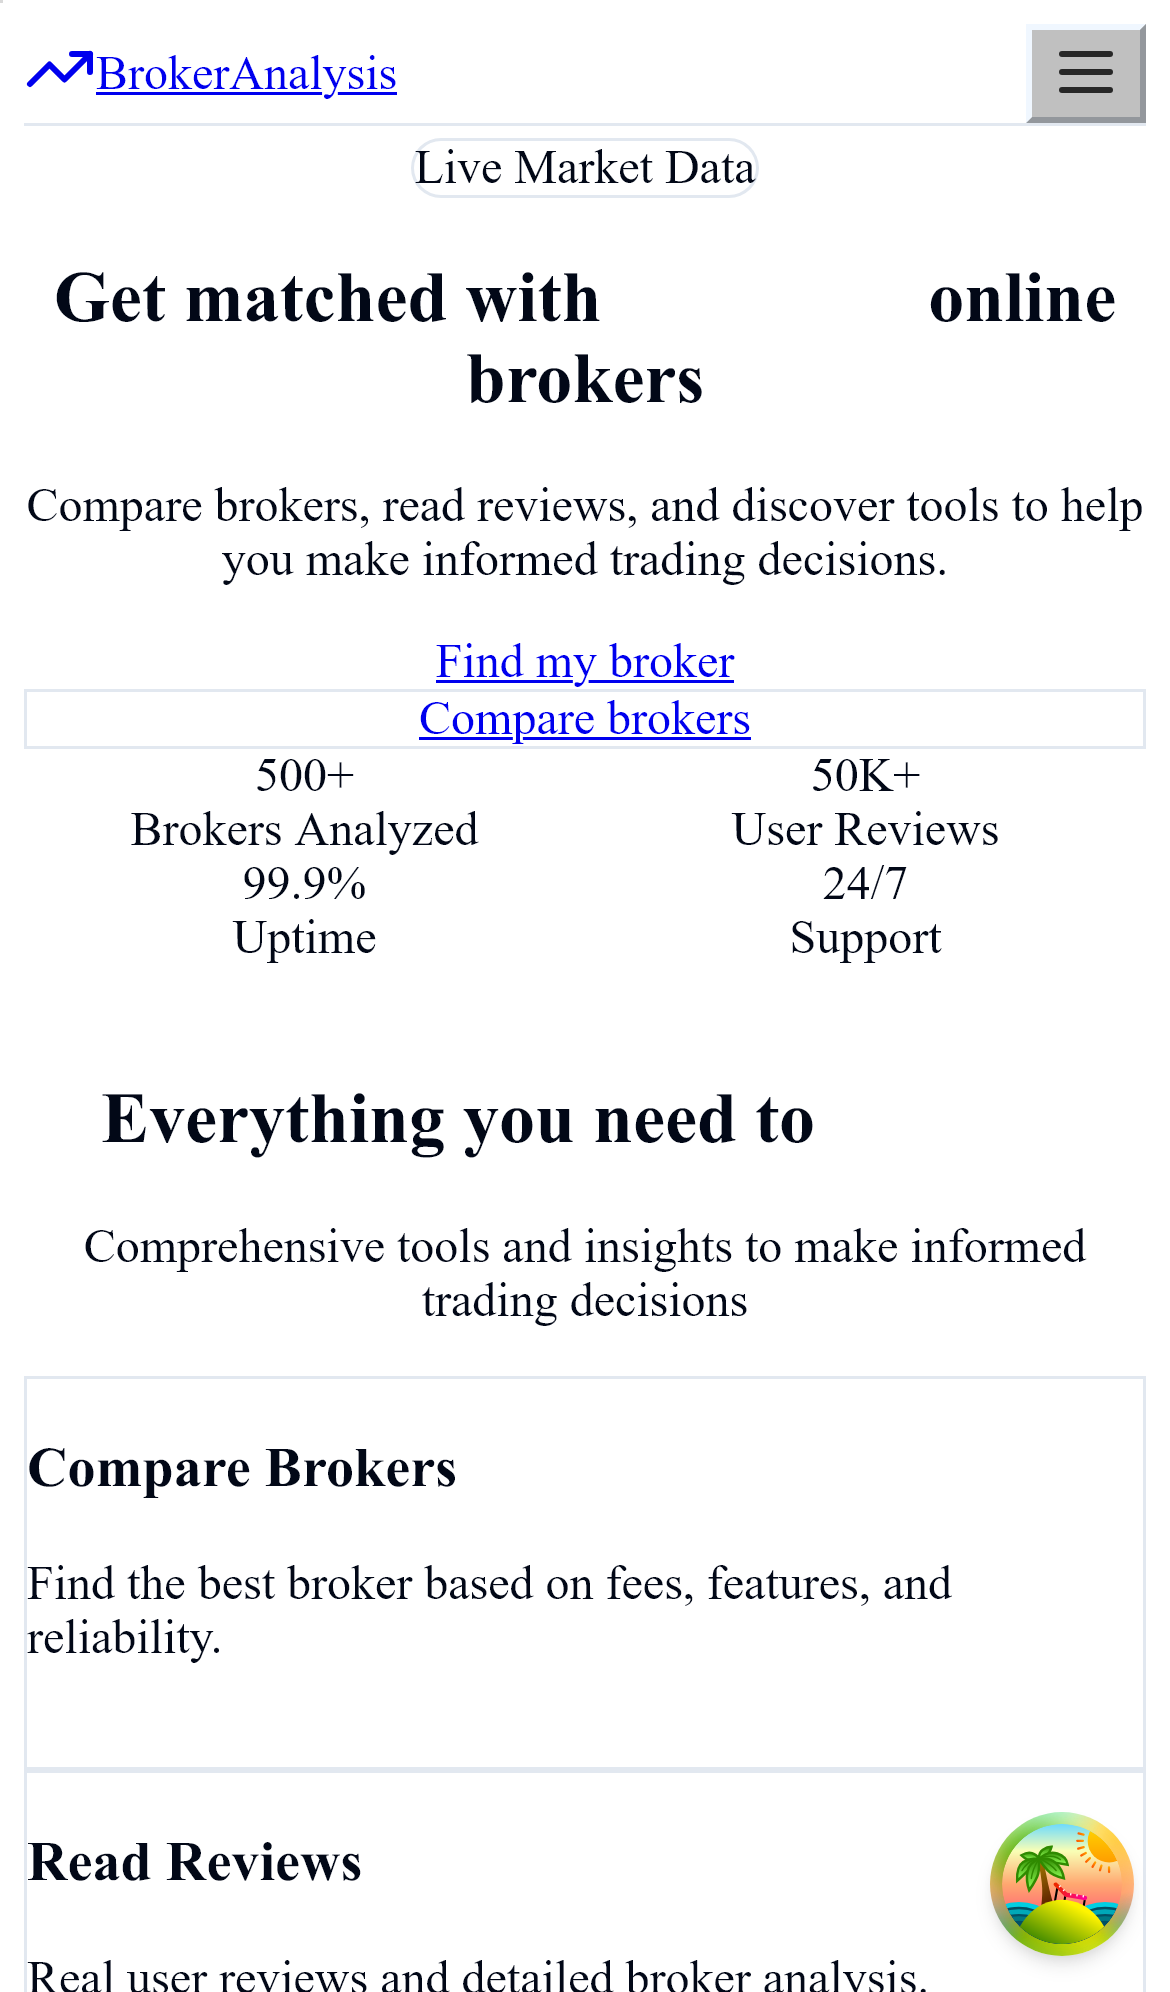 BrokerAnalysis
Live Market Data
Get matched with online
brokers
Compare brokers, read reviews, and discover tools to help
you make informed trading decisions.
Find my broker
Compare brokers
500+
Brokers Analyzed
50K+
User Reviews
99.9%
Uptime
24/7
Support
Everything you need to
Comprehensive tools and insights to make informed
trading decisions
Compare Brokers
Find the best broker based on fees, features, and
reliability.
Read Reviews
Real user reviews and detailed broker analysis.